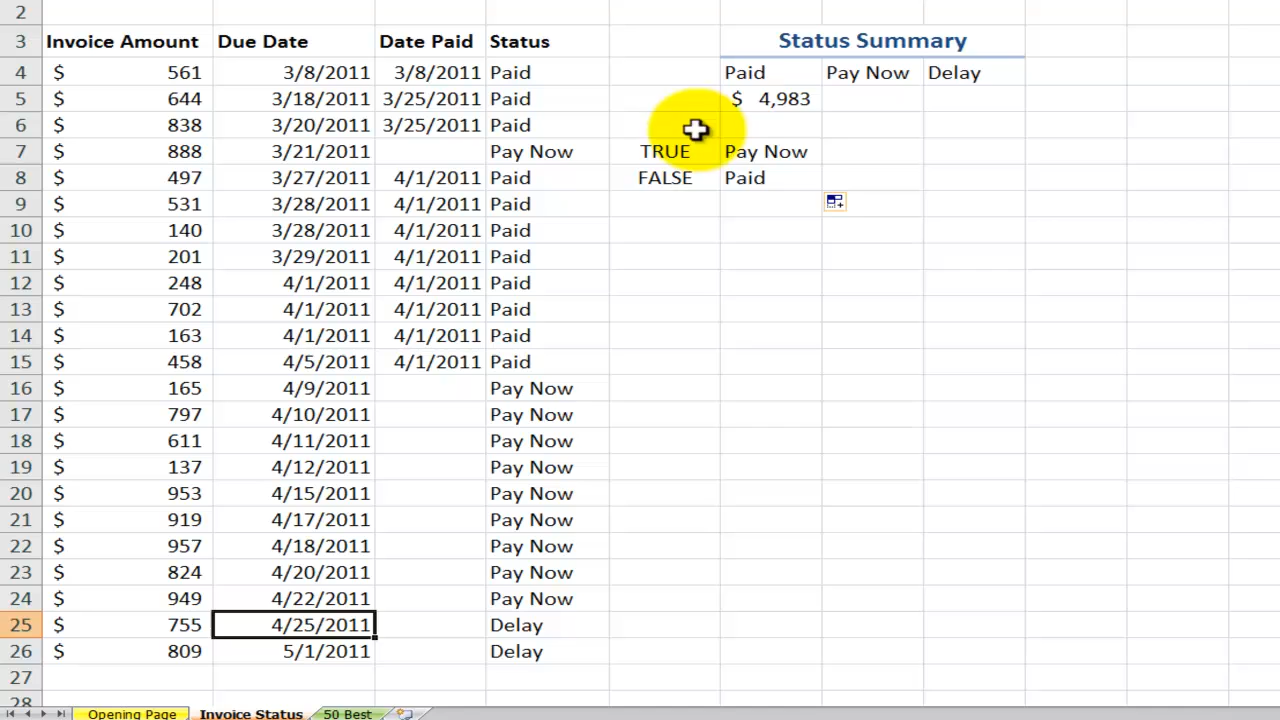 2
3 Invoice Amount Due Date Date Paid Status Status Summary
4 $ 561 3/8/2011 3/8/2011 Paid Paid Pay Now Delay
5 $ 644 3/18/2011 3/25/2011 Paid $ 4,983
6 $ 838 3/20/2011 3/25/2011 Paid
7 $ 888 3/21/2011 Pay Now TRUE Pay Now
8 $ 497 3/27/2011 4/1/2011 Paid FALSE Paid
9 $ 531 3/28/2011 4/1/2011 Paid
10 $ 140 3/28/2011 4/1/2011 Paid
11 $ 201 3/29/2011 4/1/2011 Paid
12 $ 248 4/1/2011 4/1/2011 Paid
13 $ 702 4/1/2011 4/1/2011 Paid
14 $ 163 4/1/2011 4/1/2011 Paid
15 $ 458 4/5/2011 4/1/2011 Paid
16 $ 165 4/9/2011 Pay Now
17 $ 797 4/10/2011 Pay Now
18 $ 611 4/11/2011 Pay Now
19 $ 137 4/12/2011 Pay Now
20 $ 953 4/15/2011 Pay Now
21 $ 919 4/17/2011 Pay Now
22 $ 957 4/18/2011 Pay Now
23 $ 824 4/20/2011 Pay Now
24 $ 949 4/22/2011 Pay Now
25 $ 755 4/25/2011 Delay
26 $ 809 5/1/2011 Delay
27
28
Opening Page Invoice Status 50 Best